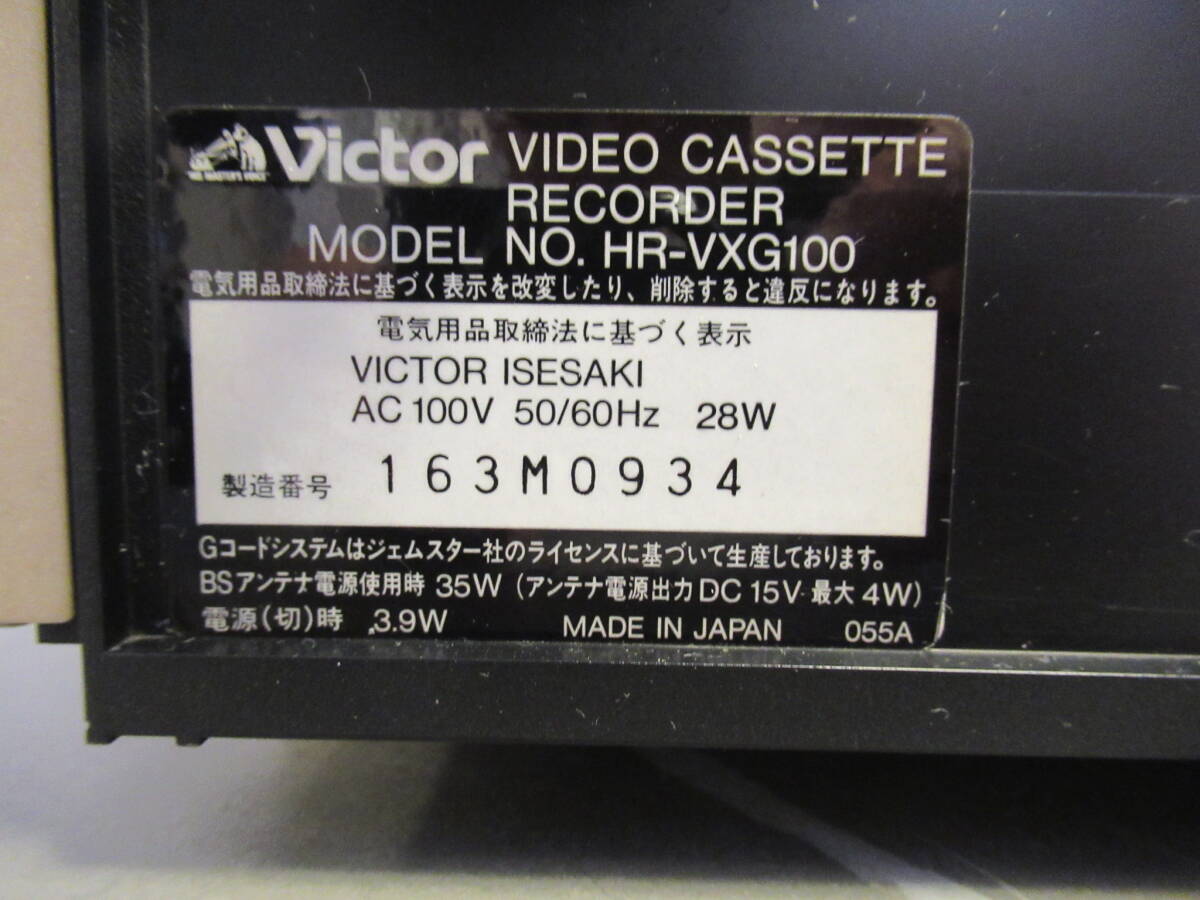 Victor VIDEO CASSETTE
RECORDER
MODEL NO. HR-VXG100
電気用品取締法に基づく表示を改変したり、削除すると違反になります。
電気用品取締法に基づく表示
VICTOR ISESAKI
AC 100V 50/60Hz 28W
製造番号 163M0934
Gコードシステムはジェムスター社のライセンスに基づいて生産しております。
BSアンテナ電源使用時 35W (アンテナ電源出力 DC 15V 最大 4W)
電源(切)時 3.9W MADE IN JAPAN 055A